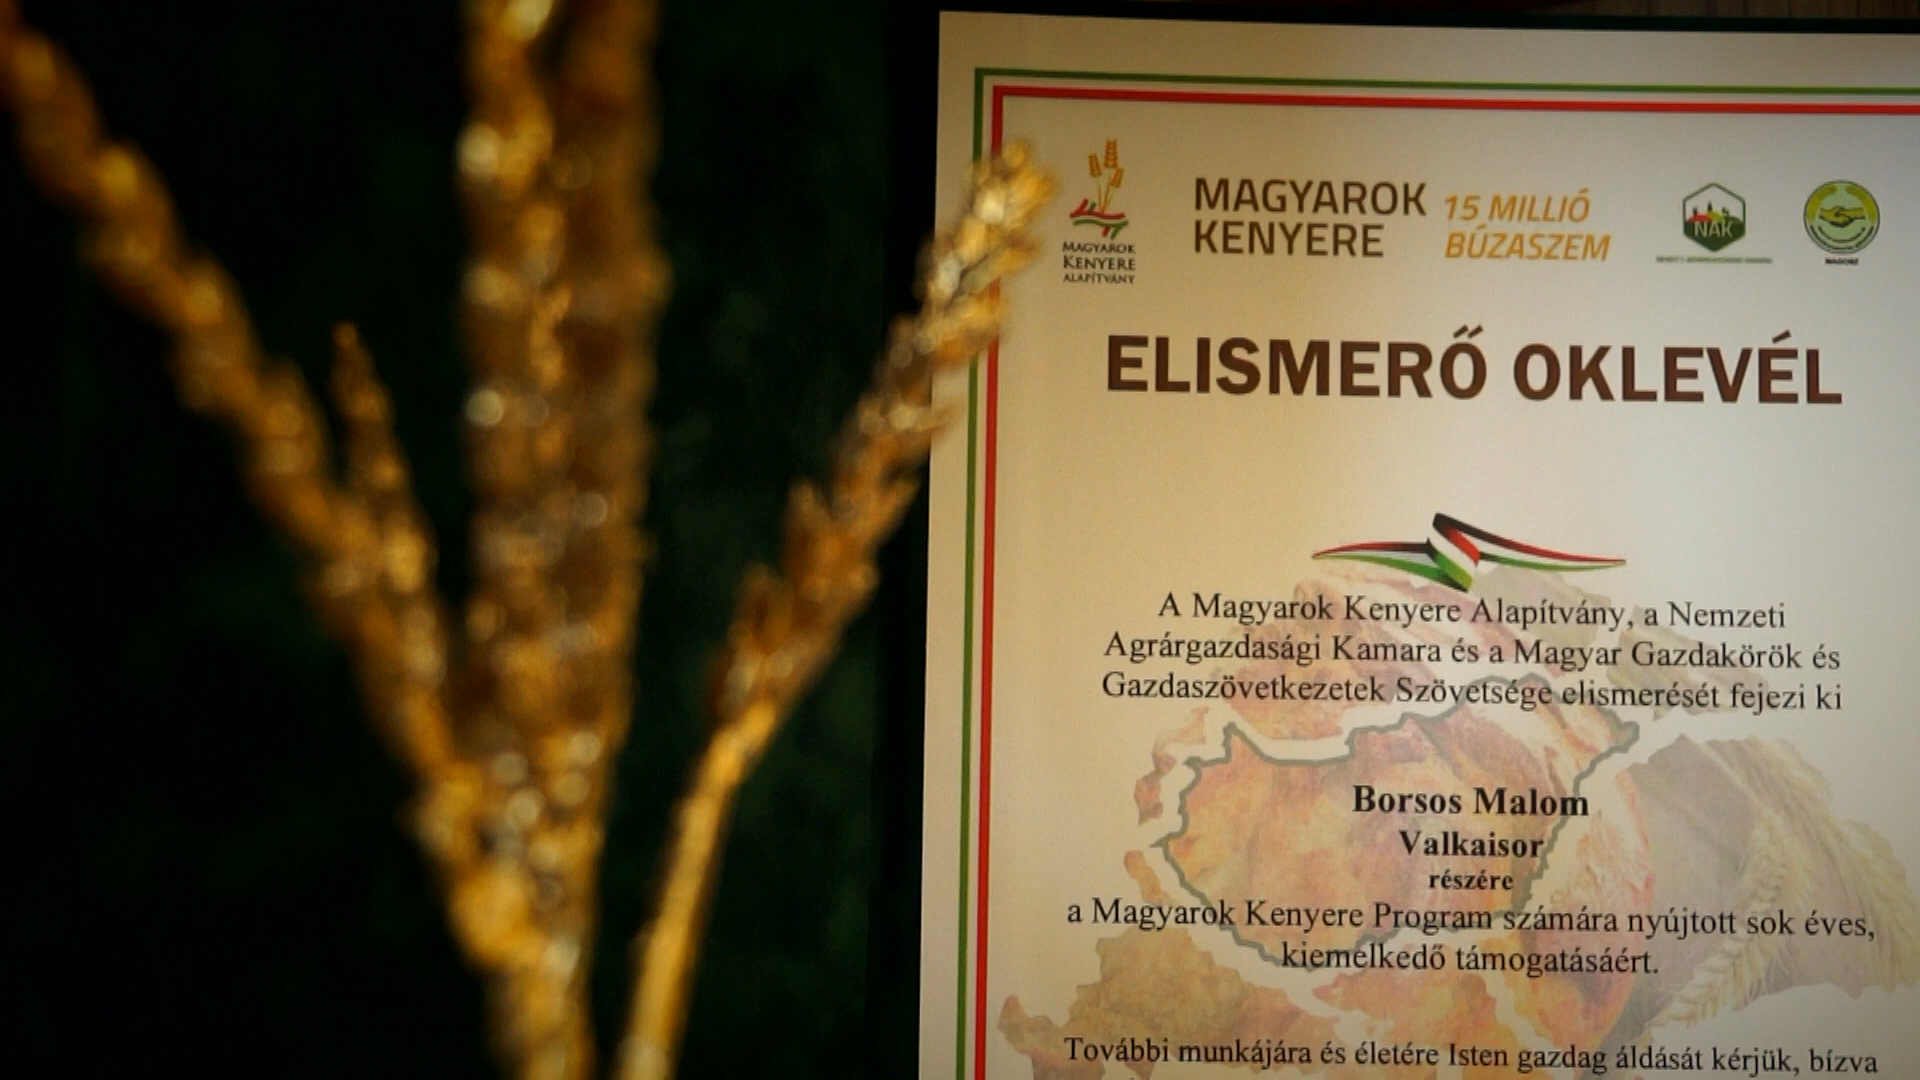 MAGYAROK
KENYERE
ALAPÍTVÁNY
MAGYAROK
KENYERE
15 MILLIÓ
BÚZASZEM
NAK
MAGOSZ
ELISMERŐ OKLEVÉL
A Magyarok Kenyere Alapítvány, a Nemzeti
Agrárgazdasági Kamara és a Magyar Gazdakörök és
Gazdaszövetkezetek Szövetsége elismerését fejezi ki
Borsos Malom
Valkaisor
részére
a Magyarok Kenyere Program számára nyújtott sok éves,
kiemelkedő támogatásáért.
További munkájára és életére Isten gazdag áldását kérjük, bízva